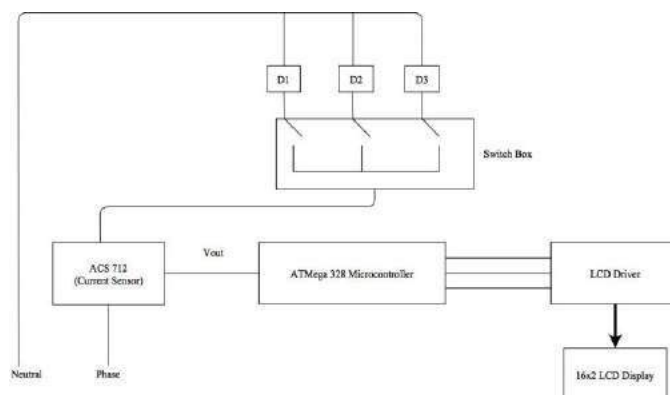 D1
D2
D3
Switch Box
ACS 712
(Current Sensor)
Vout
ATMega 328 Microcontroller
LCD Driver
Neutral
Phase
16x2 LCD Display